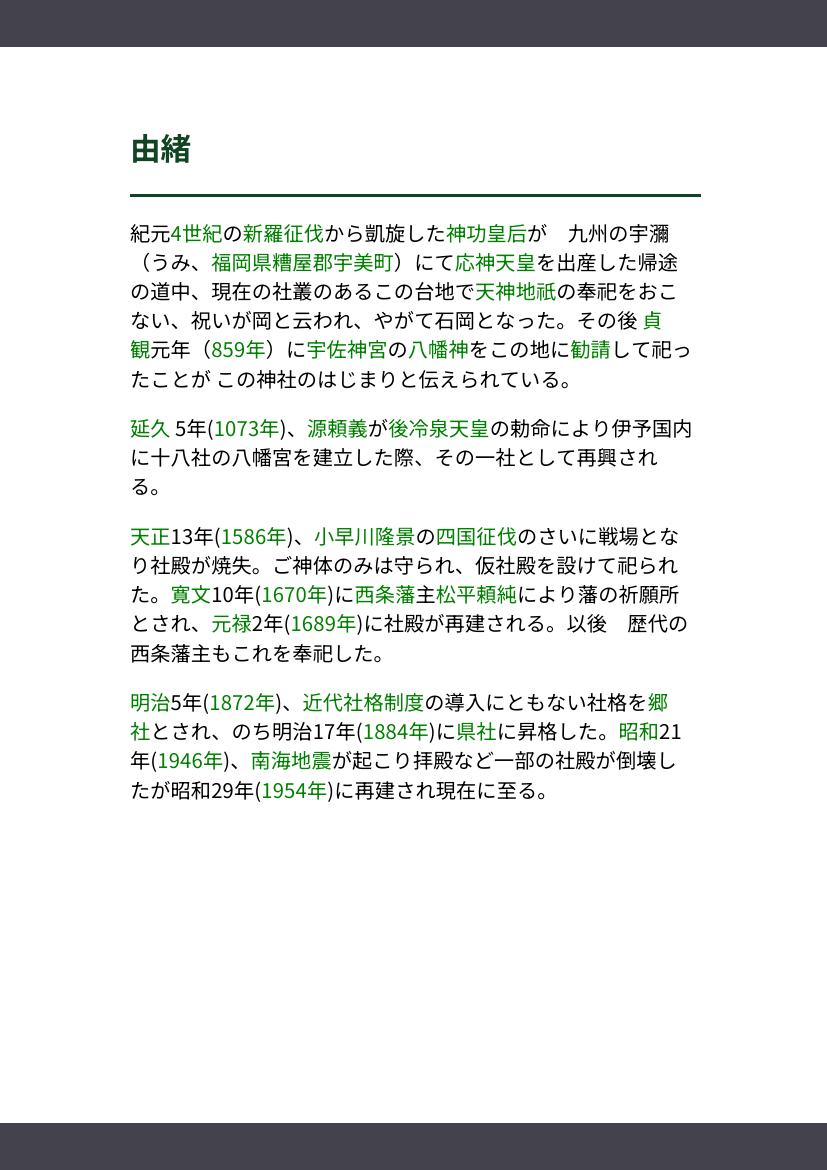 由緒
紀元4世紀の新羅征伐から凱旋した神功皇后が　九州の宇瀰
（うみ、福岡県糟屋郡宇美町）にて応神天皇を出産した帰途
の道中、現在の社叢のあるこの台地で天神地祇の奉祀をおこ
ない、祝いが岡と云われ、やがて石岡となった。その後 貞
観元年（859年）に宇佐神宮の八幡神をこの地に勧請して祀っ
たことが この神社のはじまりと伝えられている。
延久 5年(1073年)、源頼義が後冷泉天皇の勅命により伊予国内
に十八社の八幡宮を建立した際、その一社として再興され
る。
天正13年(1586年)、小早川隆景の四国征伐のさいに戦場とな
り社殿が焼失。ご神体のみは守られ、仮社殿を設けて祀られ
た。寛文10年(1670年)に西条藩主松平頼純により藩の祈願所
とされ、元禄2年(1689年)に社殿が再建される。以後　歴代の
西条藩主もこれを奉祀した。
明治5年(1872年)、近代社格制度の導入にともない社格を郷
社とされ、のち明治17年(1884年)に県社に昇格した。昭和21
年(1946年)、南海地震が起こり拝殿など一部の社殿が倒壊し
たが昭和29年(1954年)に再建され現在に至る。